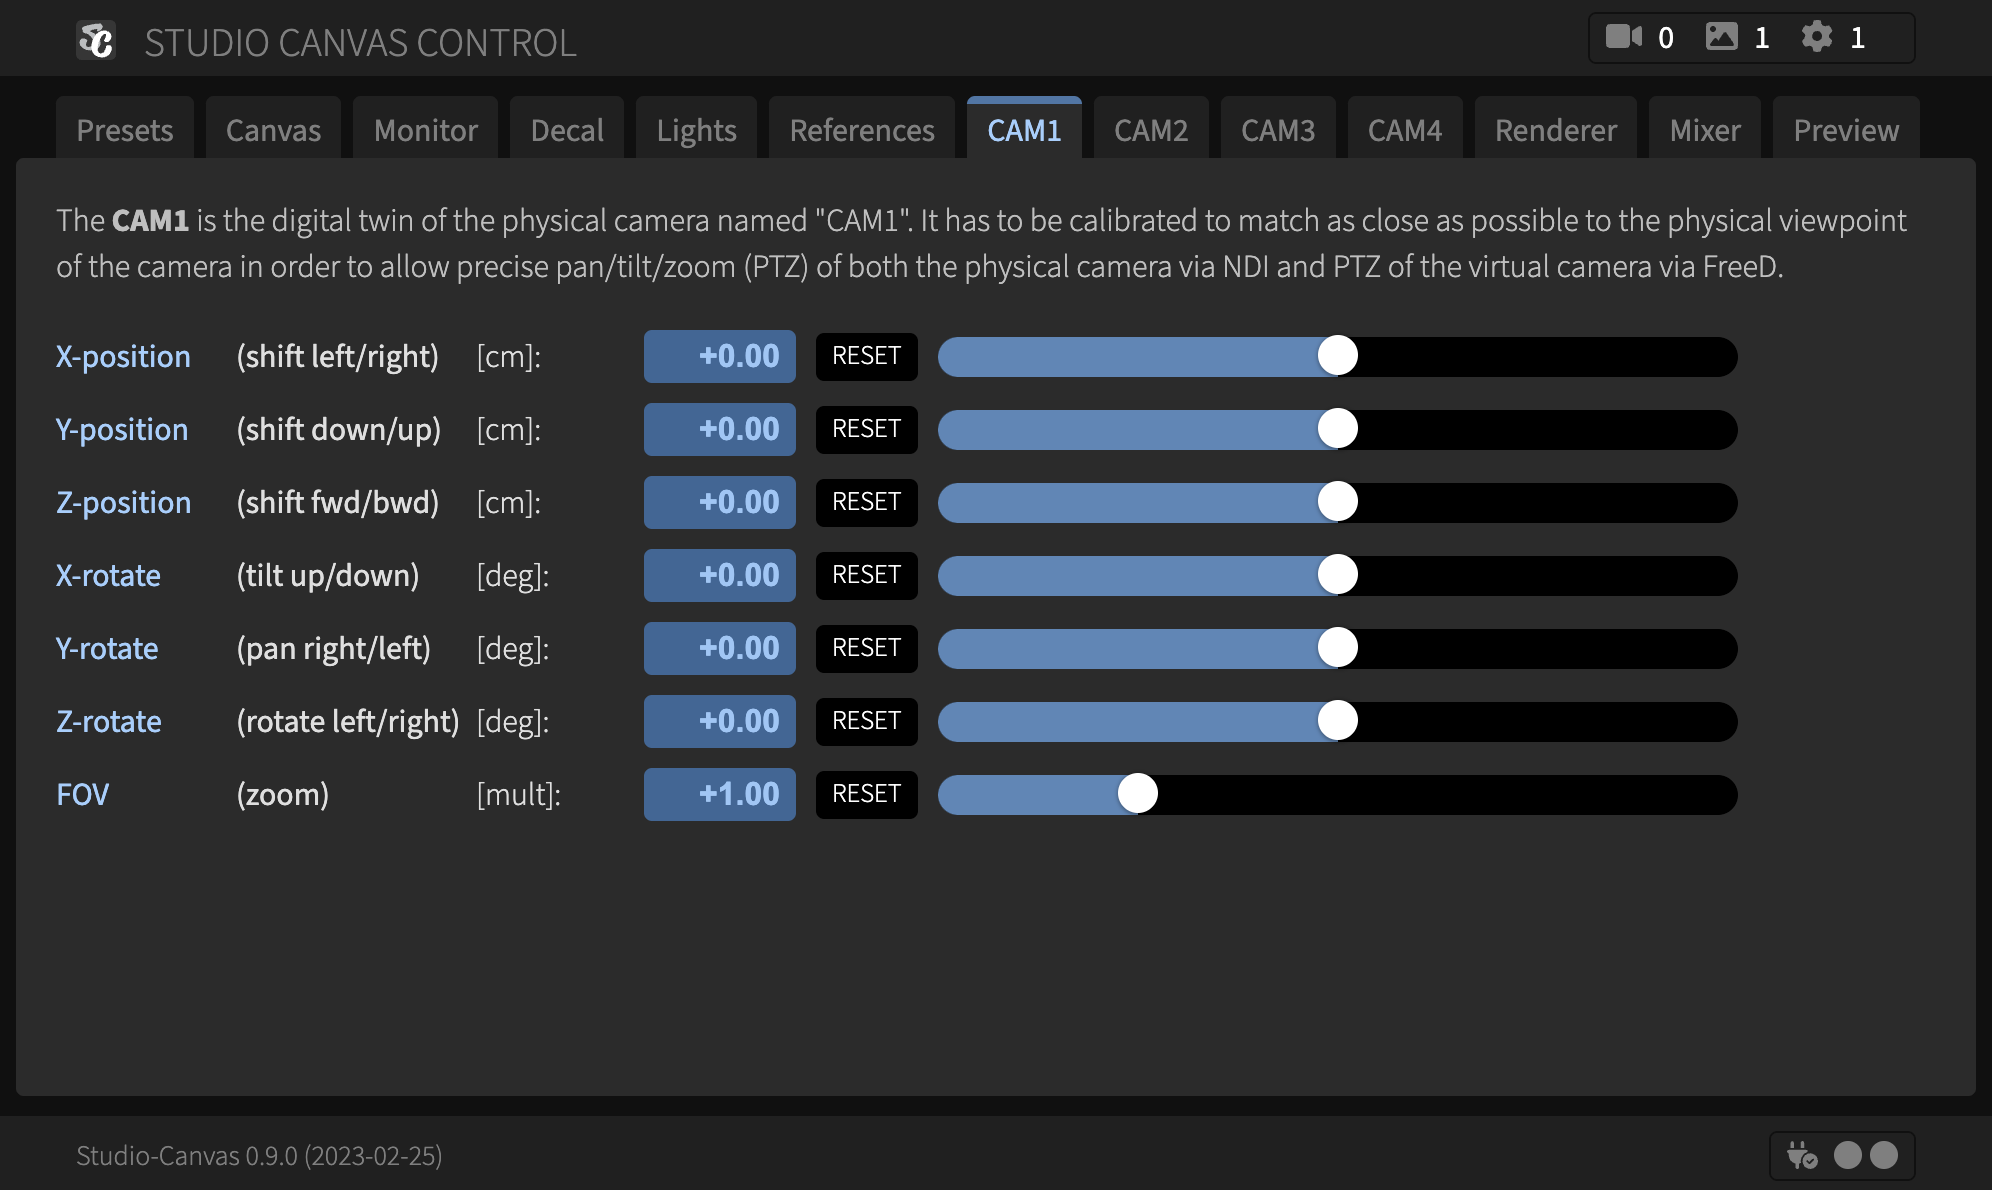 SC STUDIO CANVAS CONTROL 0 1 1
Presets Canvas Monitor Decal Lights References CAM1 CAM2 CAM3 CAM4 Renderer Mixer Preview
The CAM1 is the digital twin of the physical camera named "CAM1". It has to be calibrated to match as close as possible to the physical viewpoint
of the camera in order to allow precise pan/tilt/zoom (PTZ) of both the physical camera via NDI and PTZ of the virtual camera via FreeD.
X-position (shift left/right) [cm]: +0.00 RESET
Y-position (shift down/up) [cm]: +0.00 RESET
Z-position (shift fwd/bwd) [cm]: +0.00 RESET
X-rotate (tilt up/down) [deg]: +0.00 RESET
Y-rotate (pan right/left) [deg]: +0.00 RESET
Z-rotate (rotate left/right) [deg]: +0.00 RESET
FOV (zoom) [mult]: +1.00 RESET
Studio-Canvas 0.9.0 (2023-02-25)